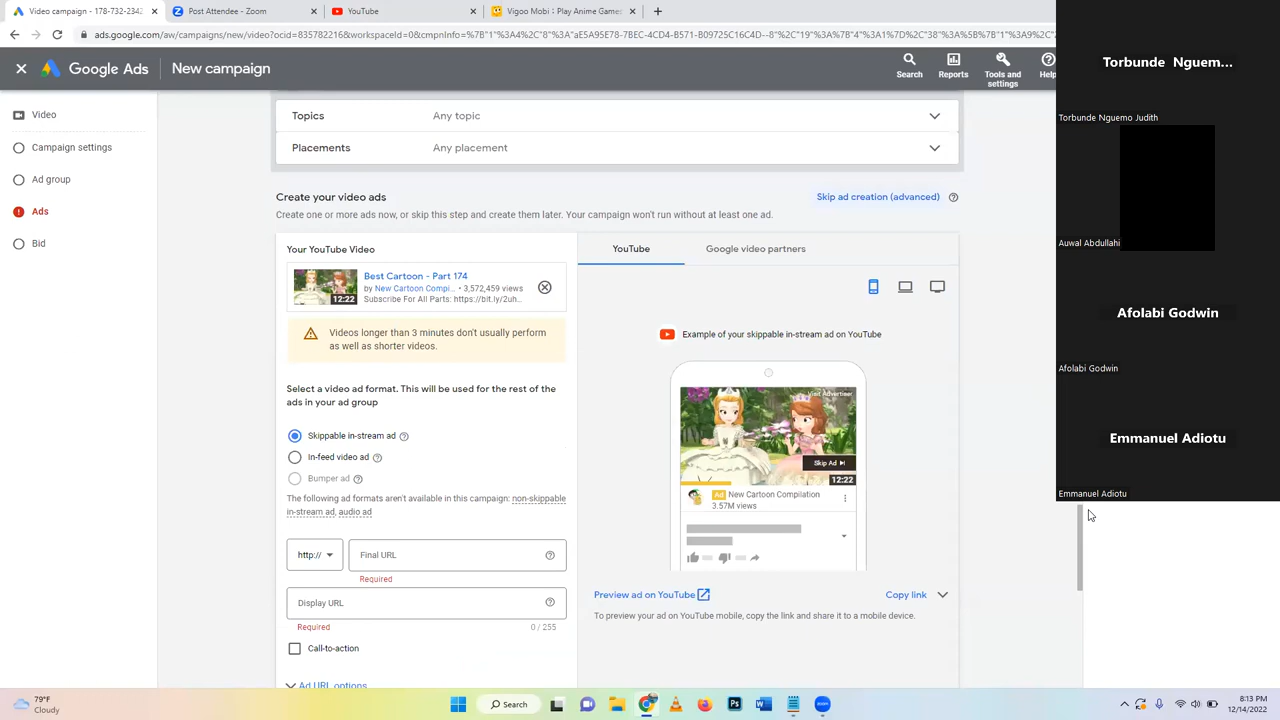 Video campaign - 178-732-2342
Post Attendee - Zoom
YouTube
Vigoo Mobi : Play Anime Games
ads.google.com/aw/campaigns/new/video?ocid=835782216&workspaceId=0&cmpnInfo=%7B"1"%3A4%2C"8"%3A"aE5A95E78-7BEC-4CD4-B571-B09725C16C4D--8%2C"19"%3A%7B"4"%3A1%7D%2C"38"%3A%5B%7B"1"%3A9%2C"
Google Ads
New campaign
Search
Reports
Tools and
settings
Help
Video
Campaign settings
Ad group
Ads
Bid
Topics Any topic
Placements Any placement
Create your video ads
Skip ad creation (advanced)
Create one or more ads now, or skip this step and create them later. Your campaign won't run without at least one ad.
Your YouTube Video
Best Cartoon - Part 174
by New Cartoon Compi... • 3,572,459 views
Subscribe For All Parts: https://bit.ly/2uh...
12:22
Videos longer than 3 minutes don't usually perform
as well as shorter videos.
Select a video ad format. This will be used for the rest of the
ads in your ad group
Skippable in-stream ad
In-feed video ad
Bumper ad
The following ad formats aren't available in this campaign: non-skippable
in-stream ad, audio ad
http://
Final URL
Required
Display URL
Required
0 / 255
Call-to-action
Ad URL options
YouTube
Google video partners
Example of your skippable in-stream ad on YouTube
Visit Advertiser
Skip Ad
12:22
Ad New Cartoon Compilation
3.57M views
Preview ad on YouTube
Copy link
To preview your ad on YouTube mobile, copy the link and share it to a mobile device.
Torbunde Nguem...
Torbunde Nguemo Judith
Auwal Abdullahi
Afolabi Godwin
Afolabi Godwin
Emmanuel Adiotu
Emmanuel Adiotu
79°F
Cloudy
Search
8:13 PM
12/14/2022